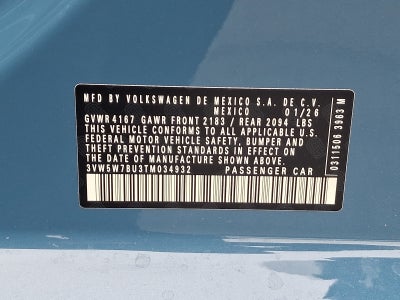 MFD BY VOLKSWAGEN DE MEXICO S.A. DE C.V.
MEXICO 01/26
GVWR 4167 GAWR FRONT 2183 / REAR 2094 LBS
THIS VEHICLE CONFORMS TO ALL APPLICABLE U.S.
FEDERAL MOTOR VEHICLE SAFETY, BUMPER AND
THEFT PREVENTION STANDARDS IN EFFECT ON THE
DATE OF MANUFACTURE SHOWN ABOVE
3VW5W7BU3TM034932 PASSENGER CAR
0311506 3963 M